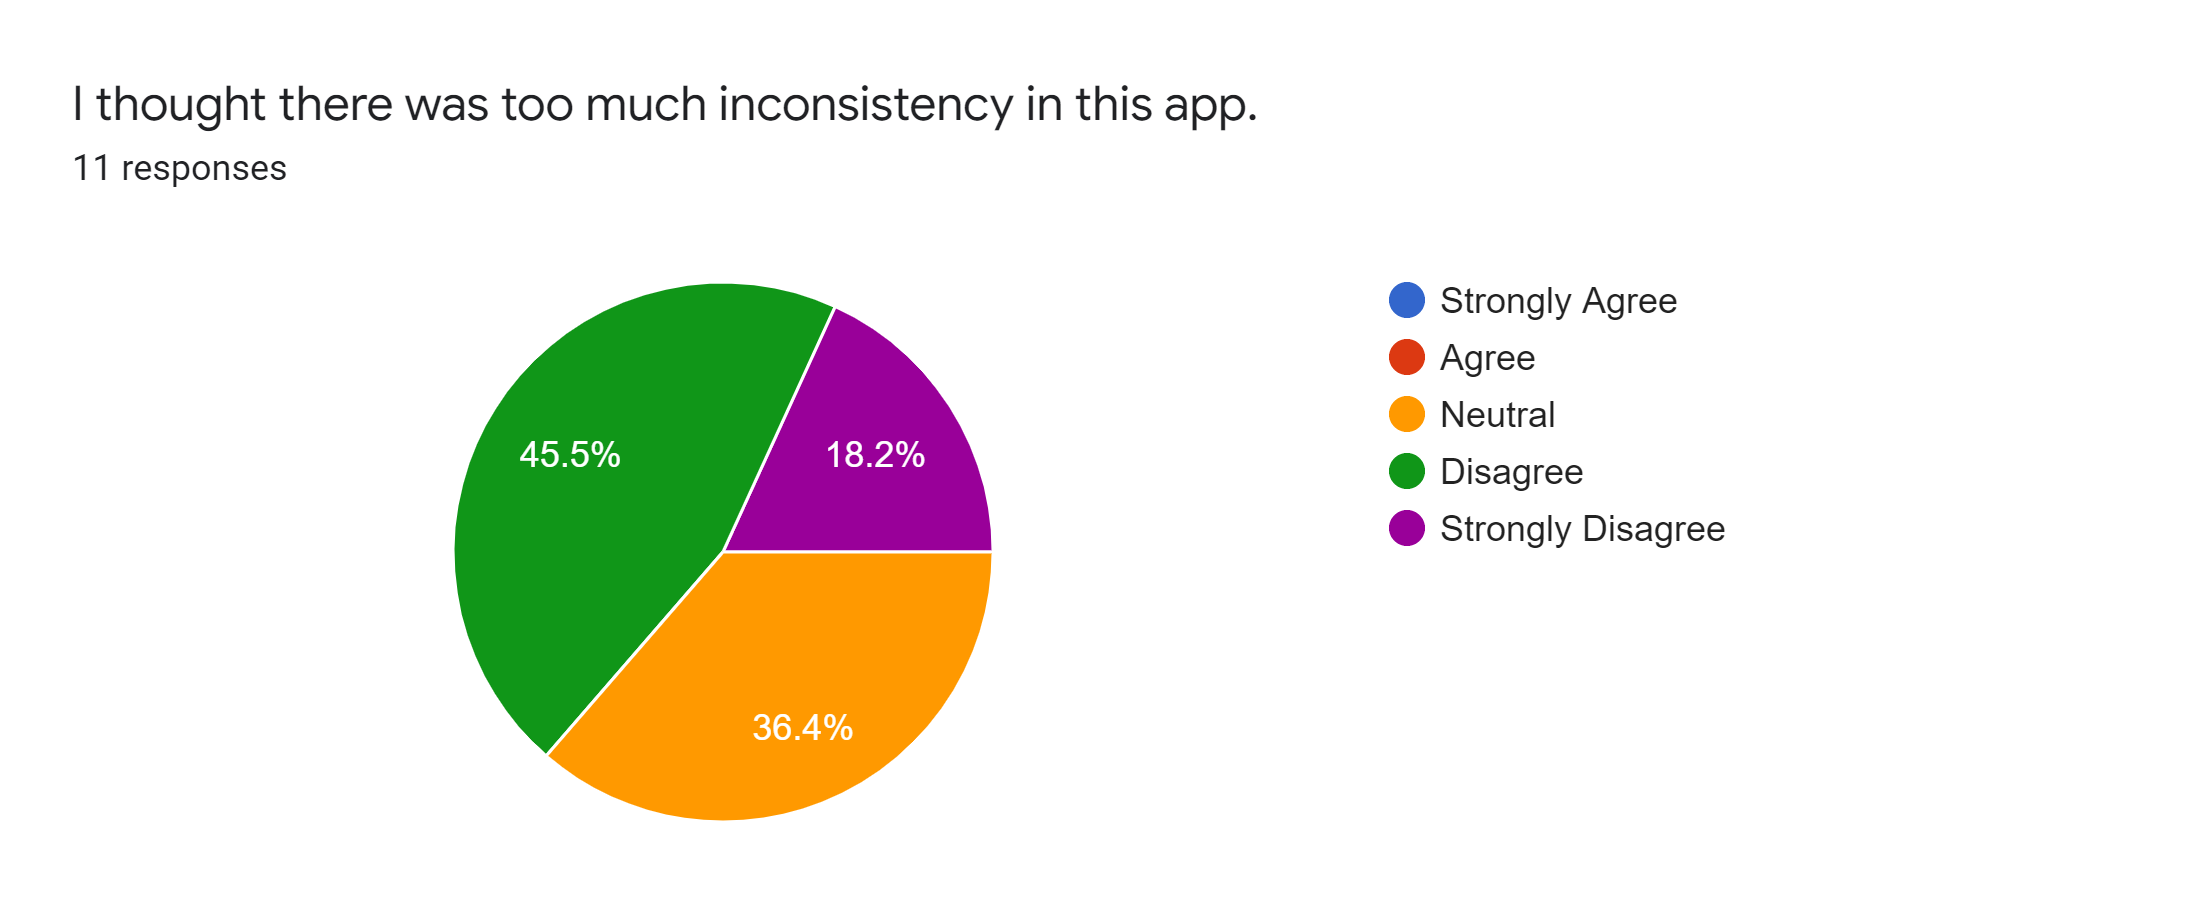 I thought there was too much inconsistency in this app.
11 responses
45.5%
18.2%
36.4%
Strongly Agree
Agree
Neutral
Disagree
Strongly Disagree